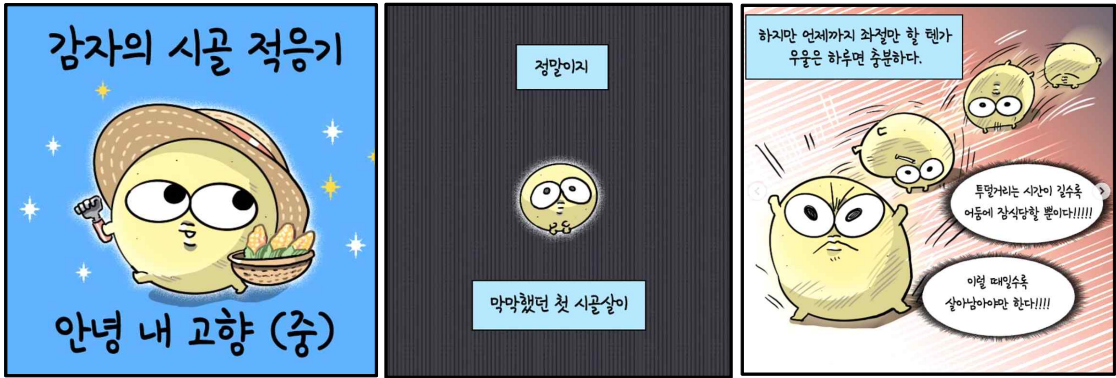 감자의 시골 적응기
안녕 내 고향 (중)
정말이지
막막했던 첫 시골살이
하지만 언제까지 좌절만 할 텐가
우울은 하루면 충분하다.
투덜거리는 시간이 길수록
어둠에 잠식당할 뿐이다!!!!!
이럴 때일수록
살아남아야만 한다!!!!